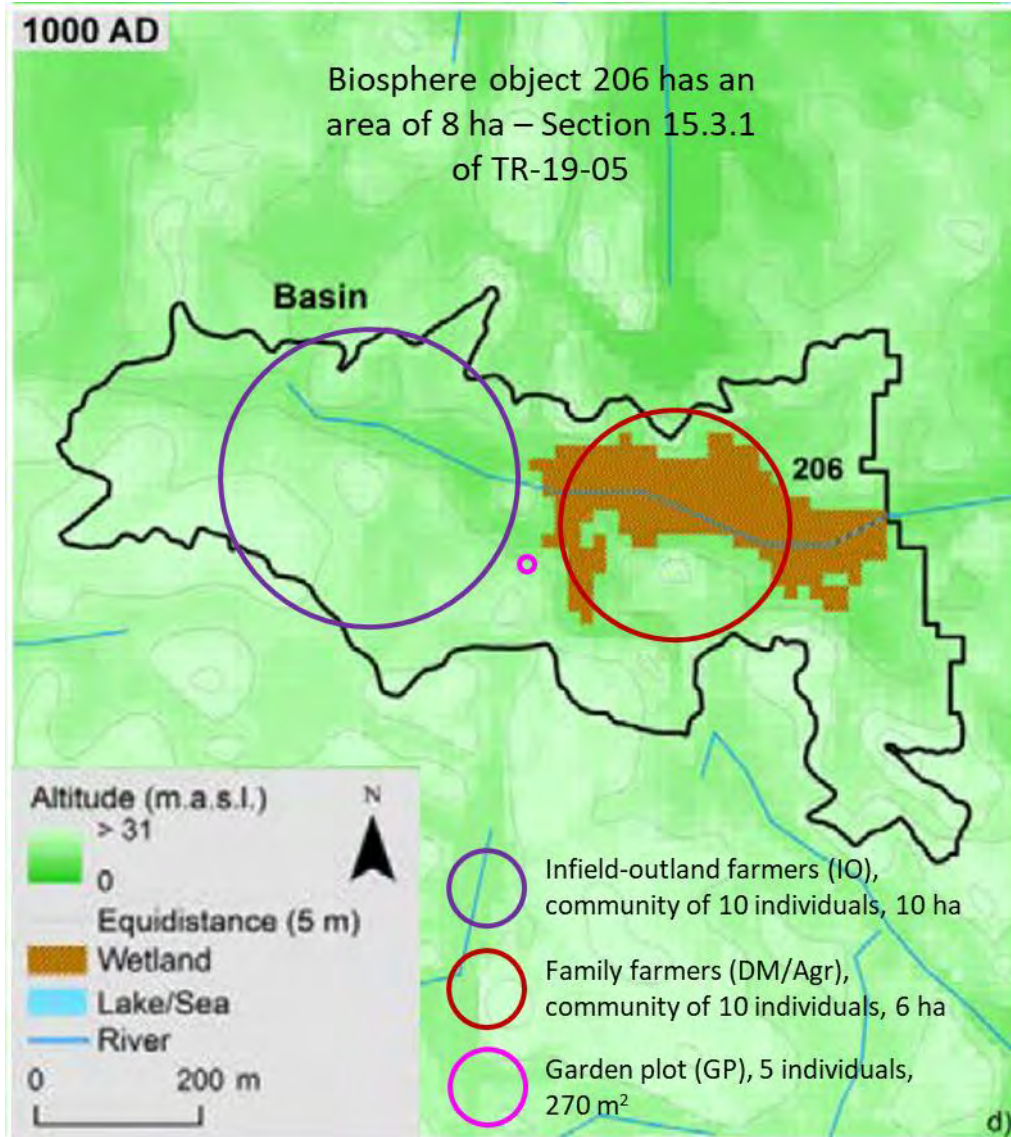 1000 AD
Biosphere object 206 has an
area of 8 ha – Section 15.3.1
of TR-19-05
Basin
206
Altitude (m.a.s.l.)
> 31
0
Equidistance (5 m)
Wetland
Lake/Sea
River
0 200 m
N
Infield-outland farmers (IO),
community of 10 individuals, 10 ha
Family farmers (DM/Agr),
community of 10 individuals, 6 ha
Garden plot (GP), 5 individuals,
270 m²
d)